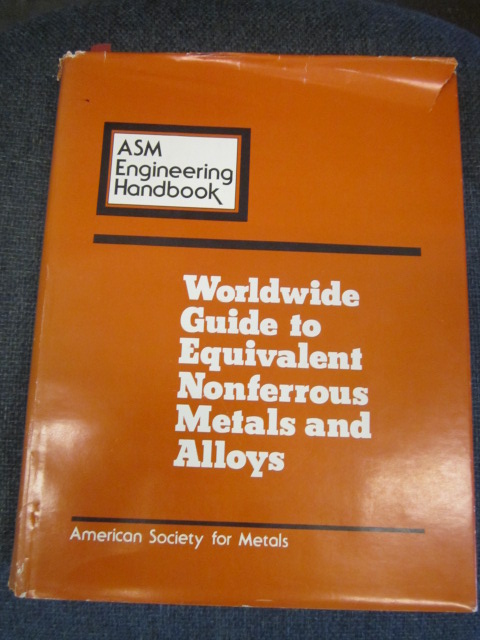 ASM
Engineering
Handbook
Worldwide
Guide to
Equivalent
Nonferrous
Metals and
Alloys
American Society for Metals